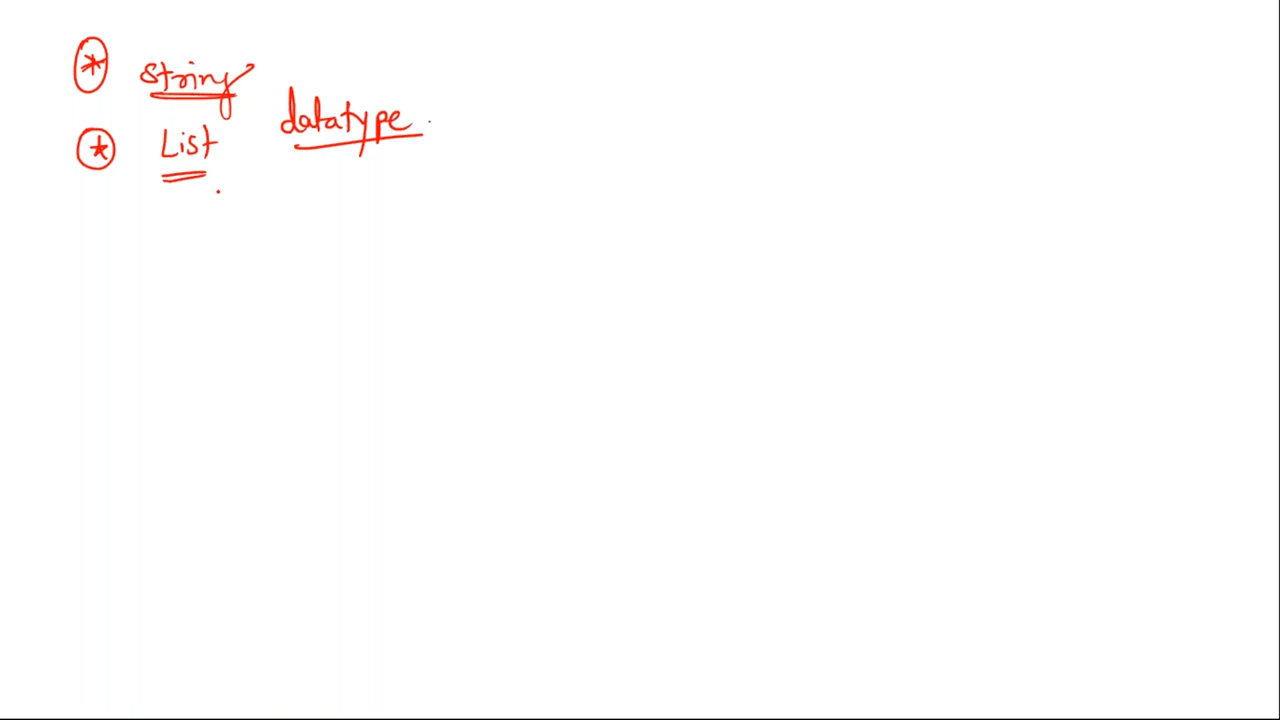 * string
datatype
* List